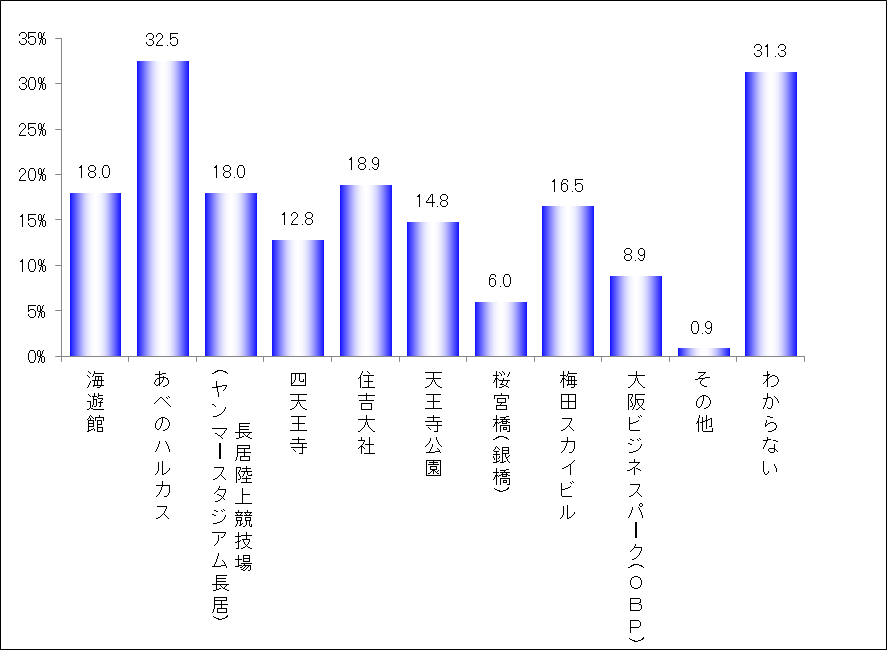 35%
30%
25%
20%
15%
10%
5%
0%
18.0
32.5
18.0
12.8
18.9
14.8
6.0
16.5
8.9
0.9
31.3
海遊館
あべのハルカス
長居陸上競技場
(ヤンマースタジアム長居)
四天王寺
住吉大社
天王寺公園
桜宮橋(銀橋)
梅田スカイビル
大阪ビジネスパーク(OBP)
その他
わからない